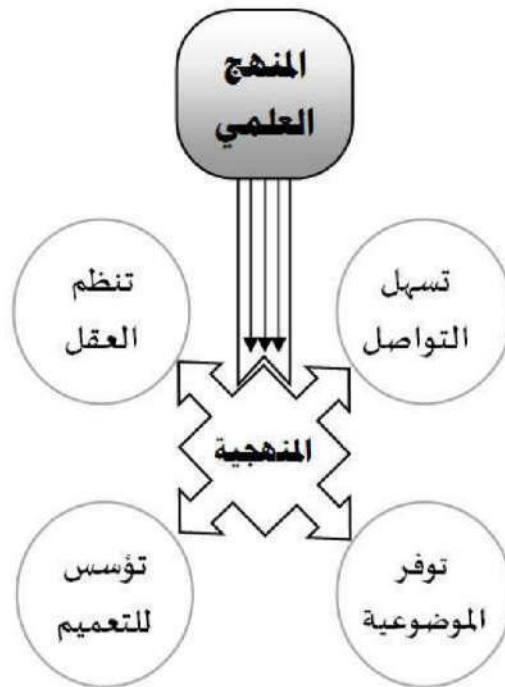 المنهج
العلمي
تسهل
التواصل
تنظم
العقل
المنهجية
توفر
الموضوعية
تؤسس
للتعميم